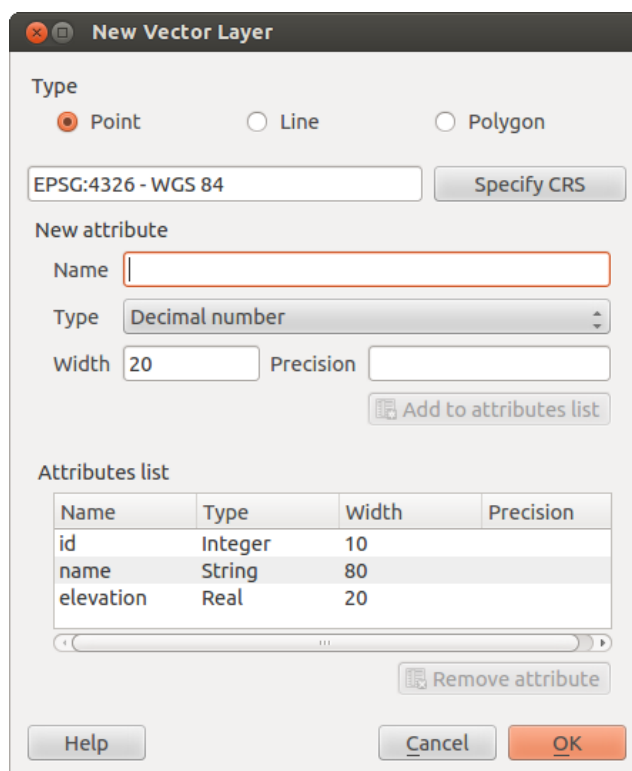 New Vector Layer
Type
Point Line Polygon
EPSG:4326 - WGS 84 Specify CRS
New attribute
Name
Type Decimal number
Width 20 Precision
Add to attributes list
Attributes list
Name Type Width Precision
id Integer 10
name String 80
elevation Real 20
Remove attribute
Help Cancel OK